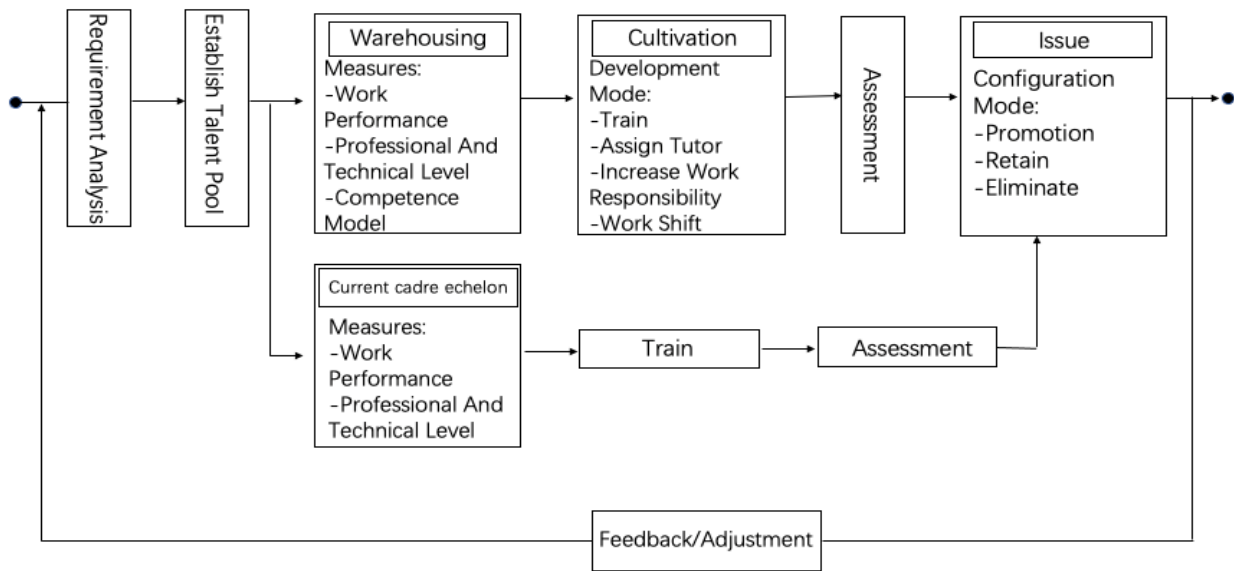 Requirement Analysis
Establish Talent Pool
Warehousing
Measures:
-Work
Performance
-Professional And
Technical Level
-Competence
Model
Cultivation
Development
Mode:
-Train
-Assign Tutor
-Increase Work
Responsibility
-Work Shift
Assessment
Issue
Configuration
Mode:
-Promotion
-Retain
-Eliminate
Current cadre echelon
Measures:
-Work
Performance
-Professional And
Technical Level
Train
Assessment
Feedback/Adjustment